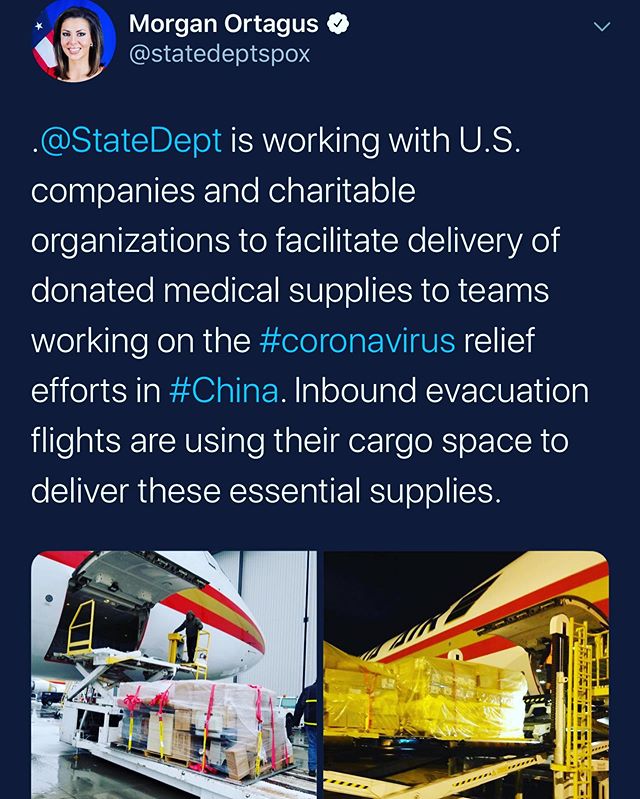 Morgan Ortagus
@statedeptspox
.@StateDept is working with U.S.
companies and charitable
organizations to facilitate delivery of
donated medical supplies to teams
working on the #coronavirus relief
efforts in #China. Inbound evacuation
flights are using their cargo space to
deliver these essential supplies.